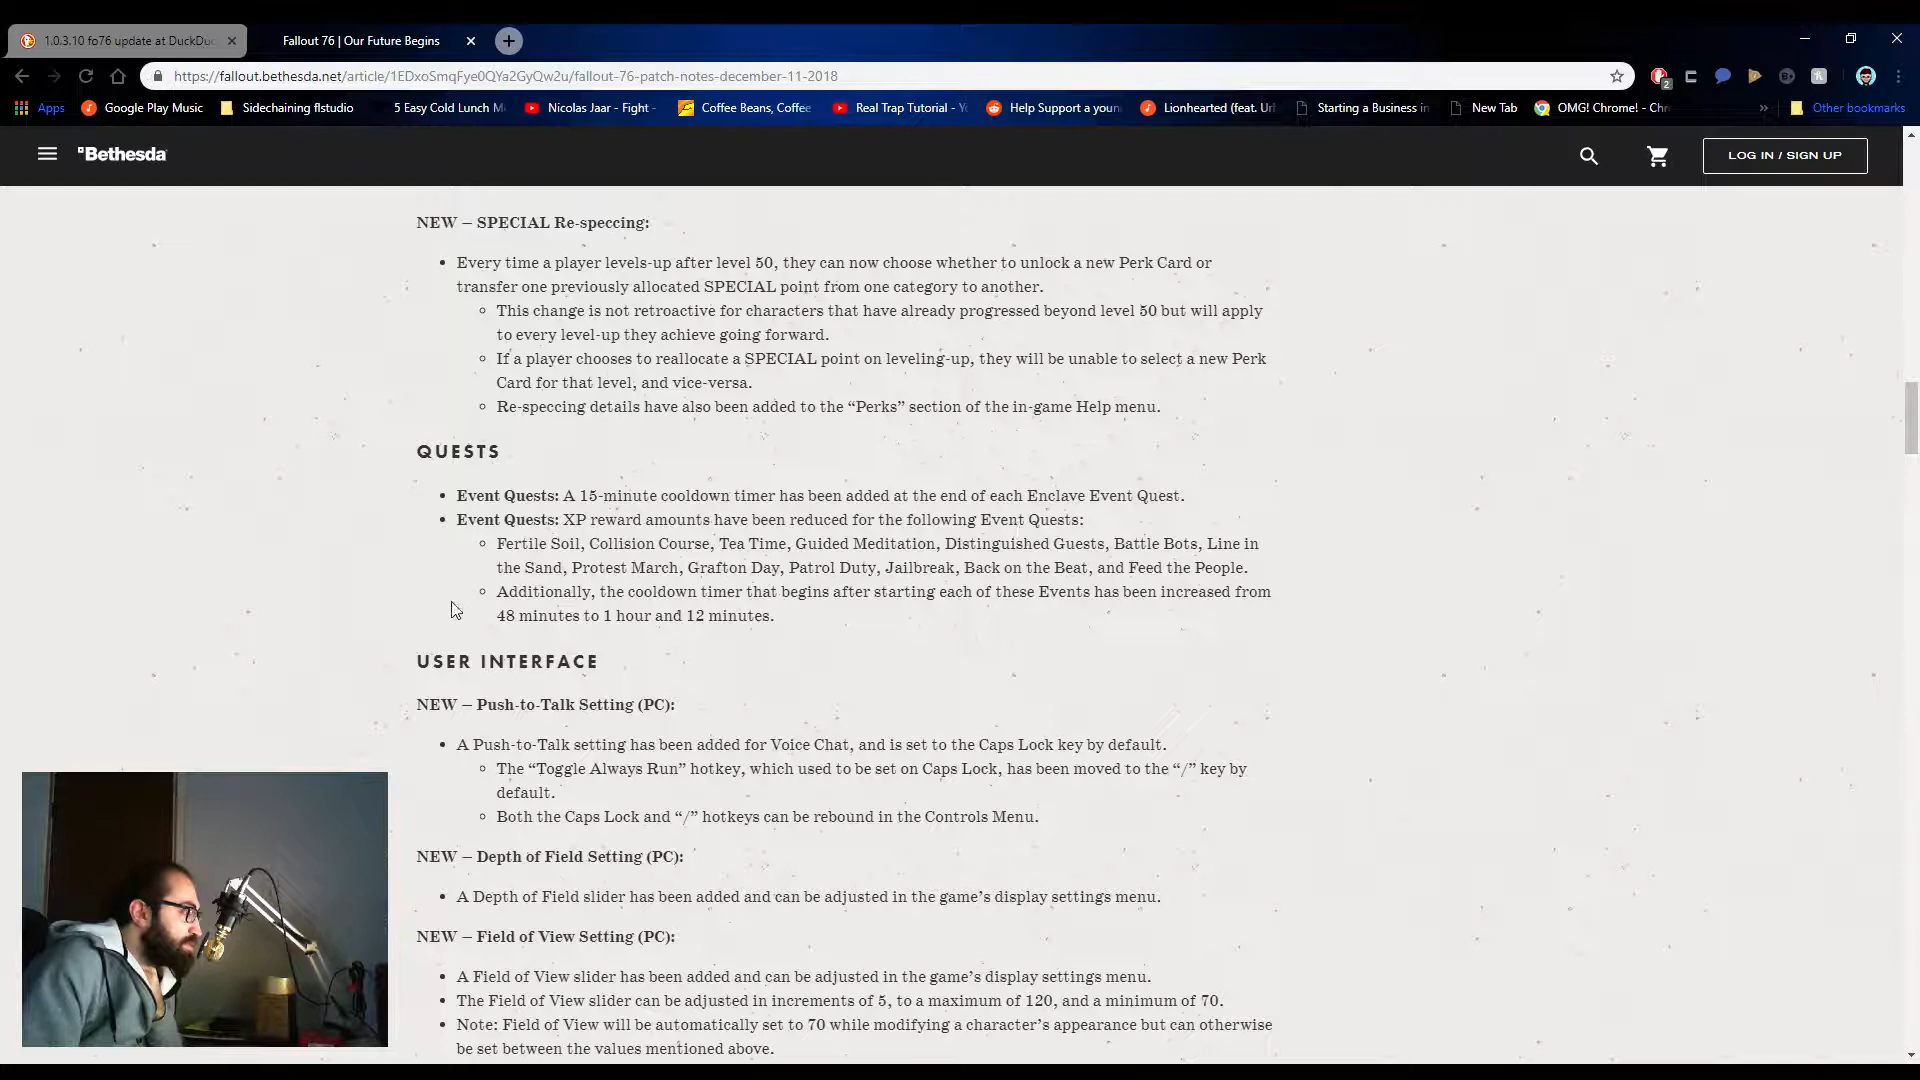 1.0.3.10 fo76 update at DuckDu
Fallout 76 | Our Future Begins
https://fallout.bethesda.net/article/1EDxoSmqFye0QYa2GyQw2u/fallout-76-patch-notes-december-11-2018
2
Apps
Google Play Music
Sidechaining flstudio
5 Easy Cold Lunch M
Nicolas Jaar - Fight -
Coffee Beans, Coffee
Real Trap Tutorial - Y
Help Support a youn
Lionhearted (feat. Ur
Starting a Business in
New Tab
OMG! Chrome! - Chr
Other bookmarks
Bethesda
LOG IN / SIGN UP
NEW – SPECIAL Re-speccing:
• Every time a player levels-up after level 50, they can now choose whether to unlock a new Perk Card or
transfer one previously allocated SPECIAL point from one category to another.
◦ This change is not retroactive for characters that have already progressed beyond level 50 but will apply
to every level-up they achieve going forward.
◦ If a player chooses to reallocate a SPECIAL point on leveling-up, they will be unable to select a new Perk
Card for that level, and vice-versa.
◦ Re-speccing details have also been added to the “Perks” section of the in-game Help menu.
QUESTS
• Event Quests: A 15-minute cooldown timer has been added at the end of each Enclave Event Quest.
• Event Quests: XP reward amounts have been reduced for the following Event Quests:
◦ Fertile Soil, Collision Course, Tea Time, Guided Meditation, Distinguished Guests, Battle Bots, Line in
the Sand, Protest March, Grafton Day, Patrol Duty, Jailbreak, Back on the Beat, and Feed the People.
◦ Additionally, the cooldown timer that begins after starting each of these Events has been increased from
48 minutes to 1 hour and 12 minutes.
USER INTERFACE
NEW – Push-to-Talk Setting (PC):
• A Push-to-Talk setting has been added for Voice Chat, and is set to the Caps Lock key by default.
◦ The “Toggle Always Run” hotkey, which used to be set on Caps Lock, has been moved to the “/” key by
default.
◦ Both the Caps Lock and “/” hotkeys can be rebound in the Controls Menu.
NEW – Depth of Field Setting (PC):
• A Depth of Field slider has been added and can be adjusted in the game’s display settings menu.
NEW – Field of View Setting (PC):
• A Field of View slider has been added and can be adjusted in the game’s display settings menu.
• The Field of View slider can be adjusted in increments of 5, to a maximum of 120, and a minimum of 70.
• Note: Field of View will be automatically set to 70 while modifying a character’s appearance but can otherwise
be set between the values mentioned above.